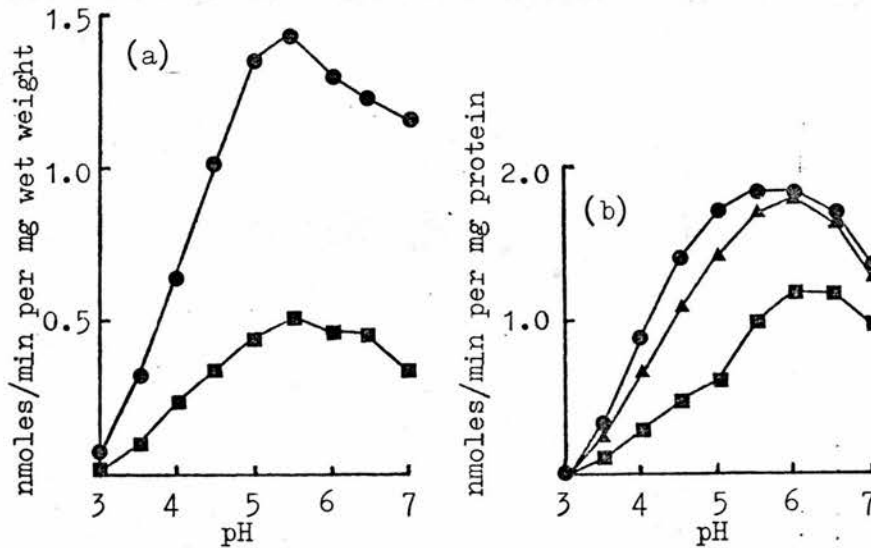 nmoles/min per mg wet weight
1.5
1.0
0.5
(a)
3 4 5 6 7
pH
nmoles/min per mg protein
2.0
1.0
(b)
3 4 5 6 7
pH